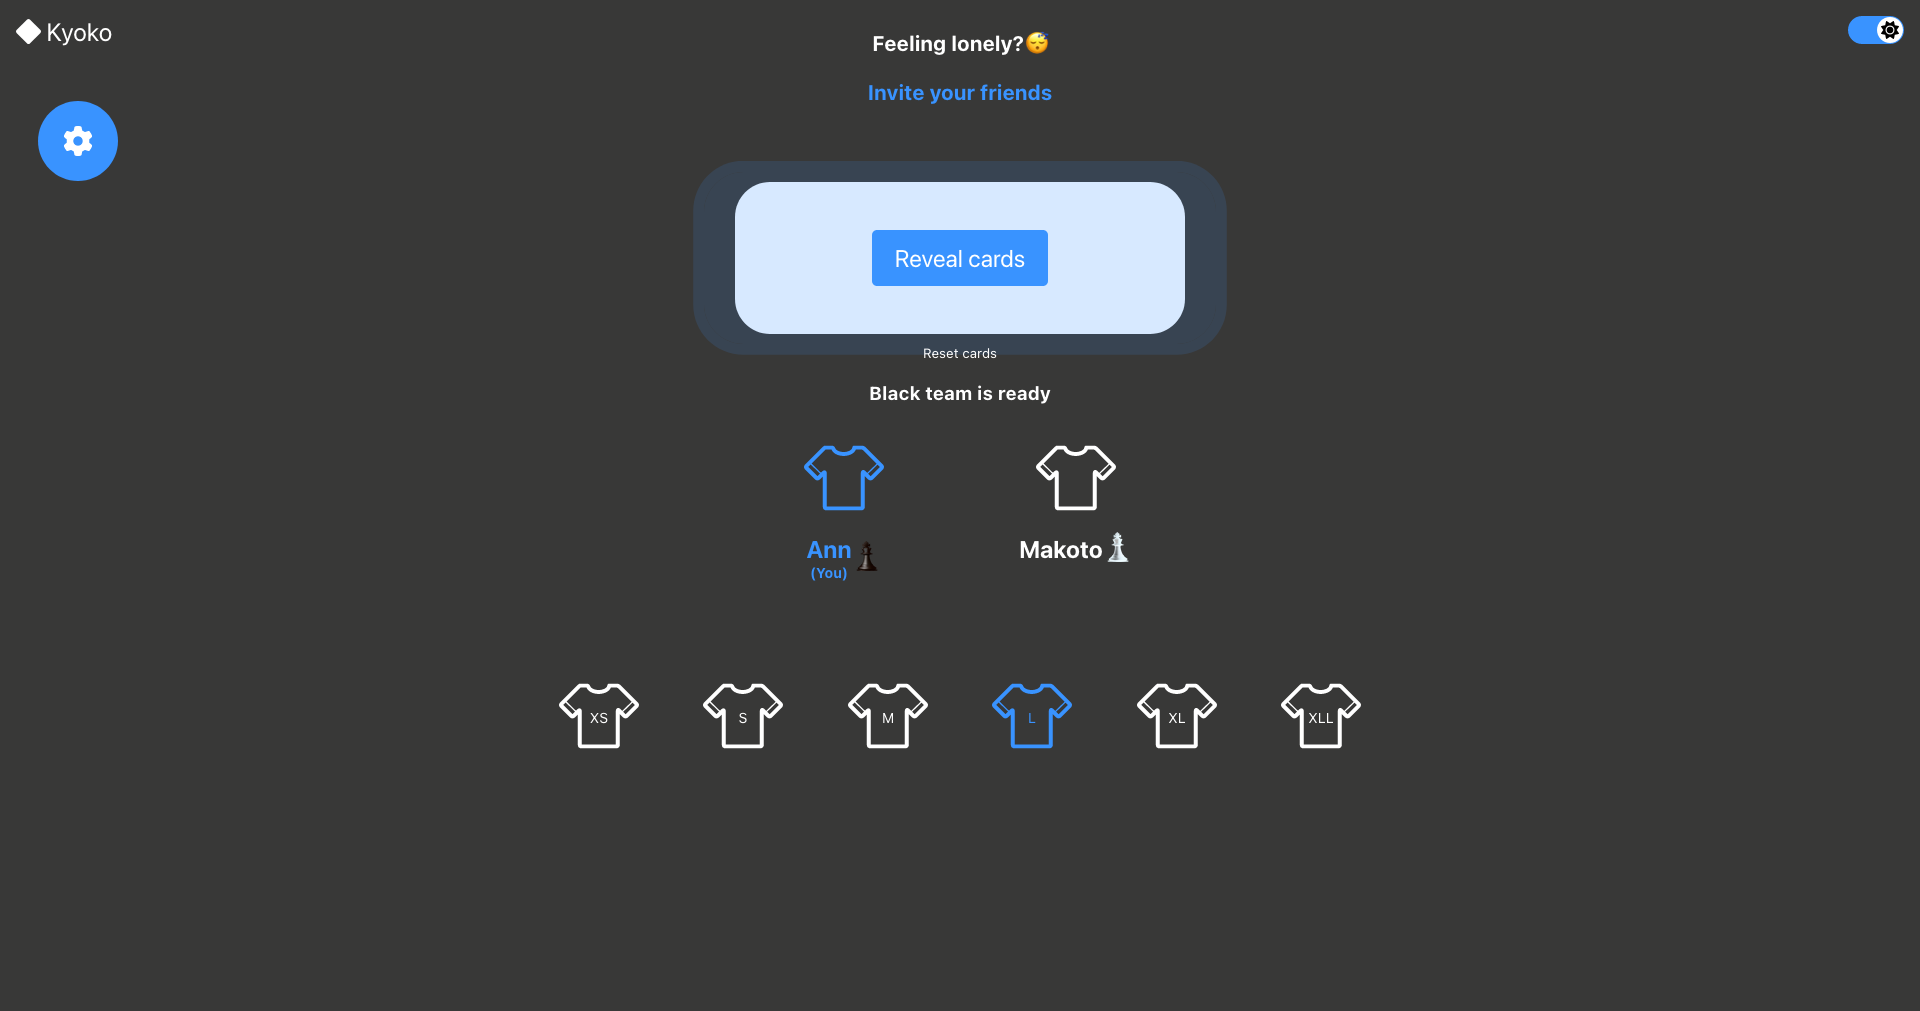 Kyoko
Feeling lonely?😴
Invite your friends
Reveal cards
Reset cards
Black team is ready
Ann
(You)
Makoto
XS
S
M
L
XL
XLL